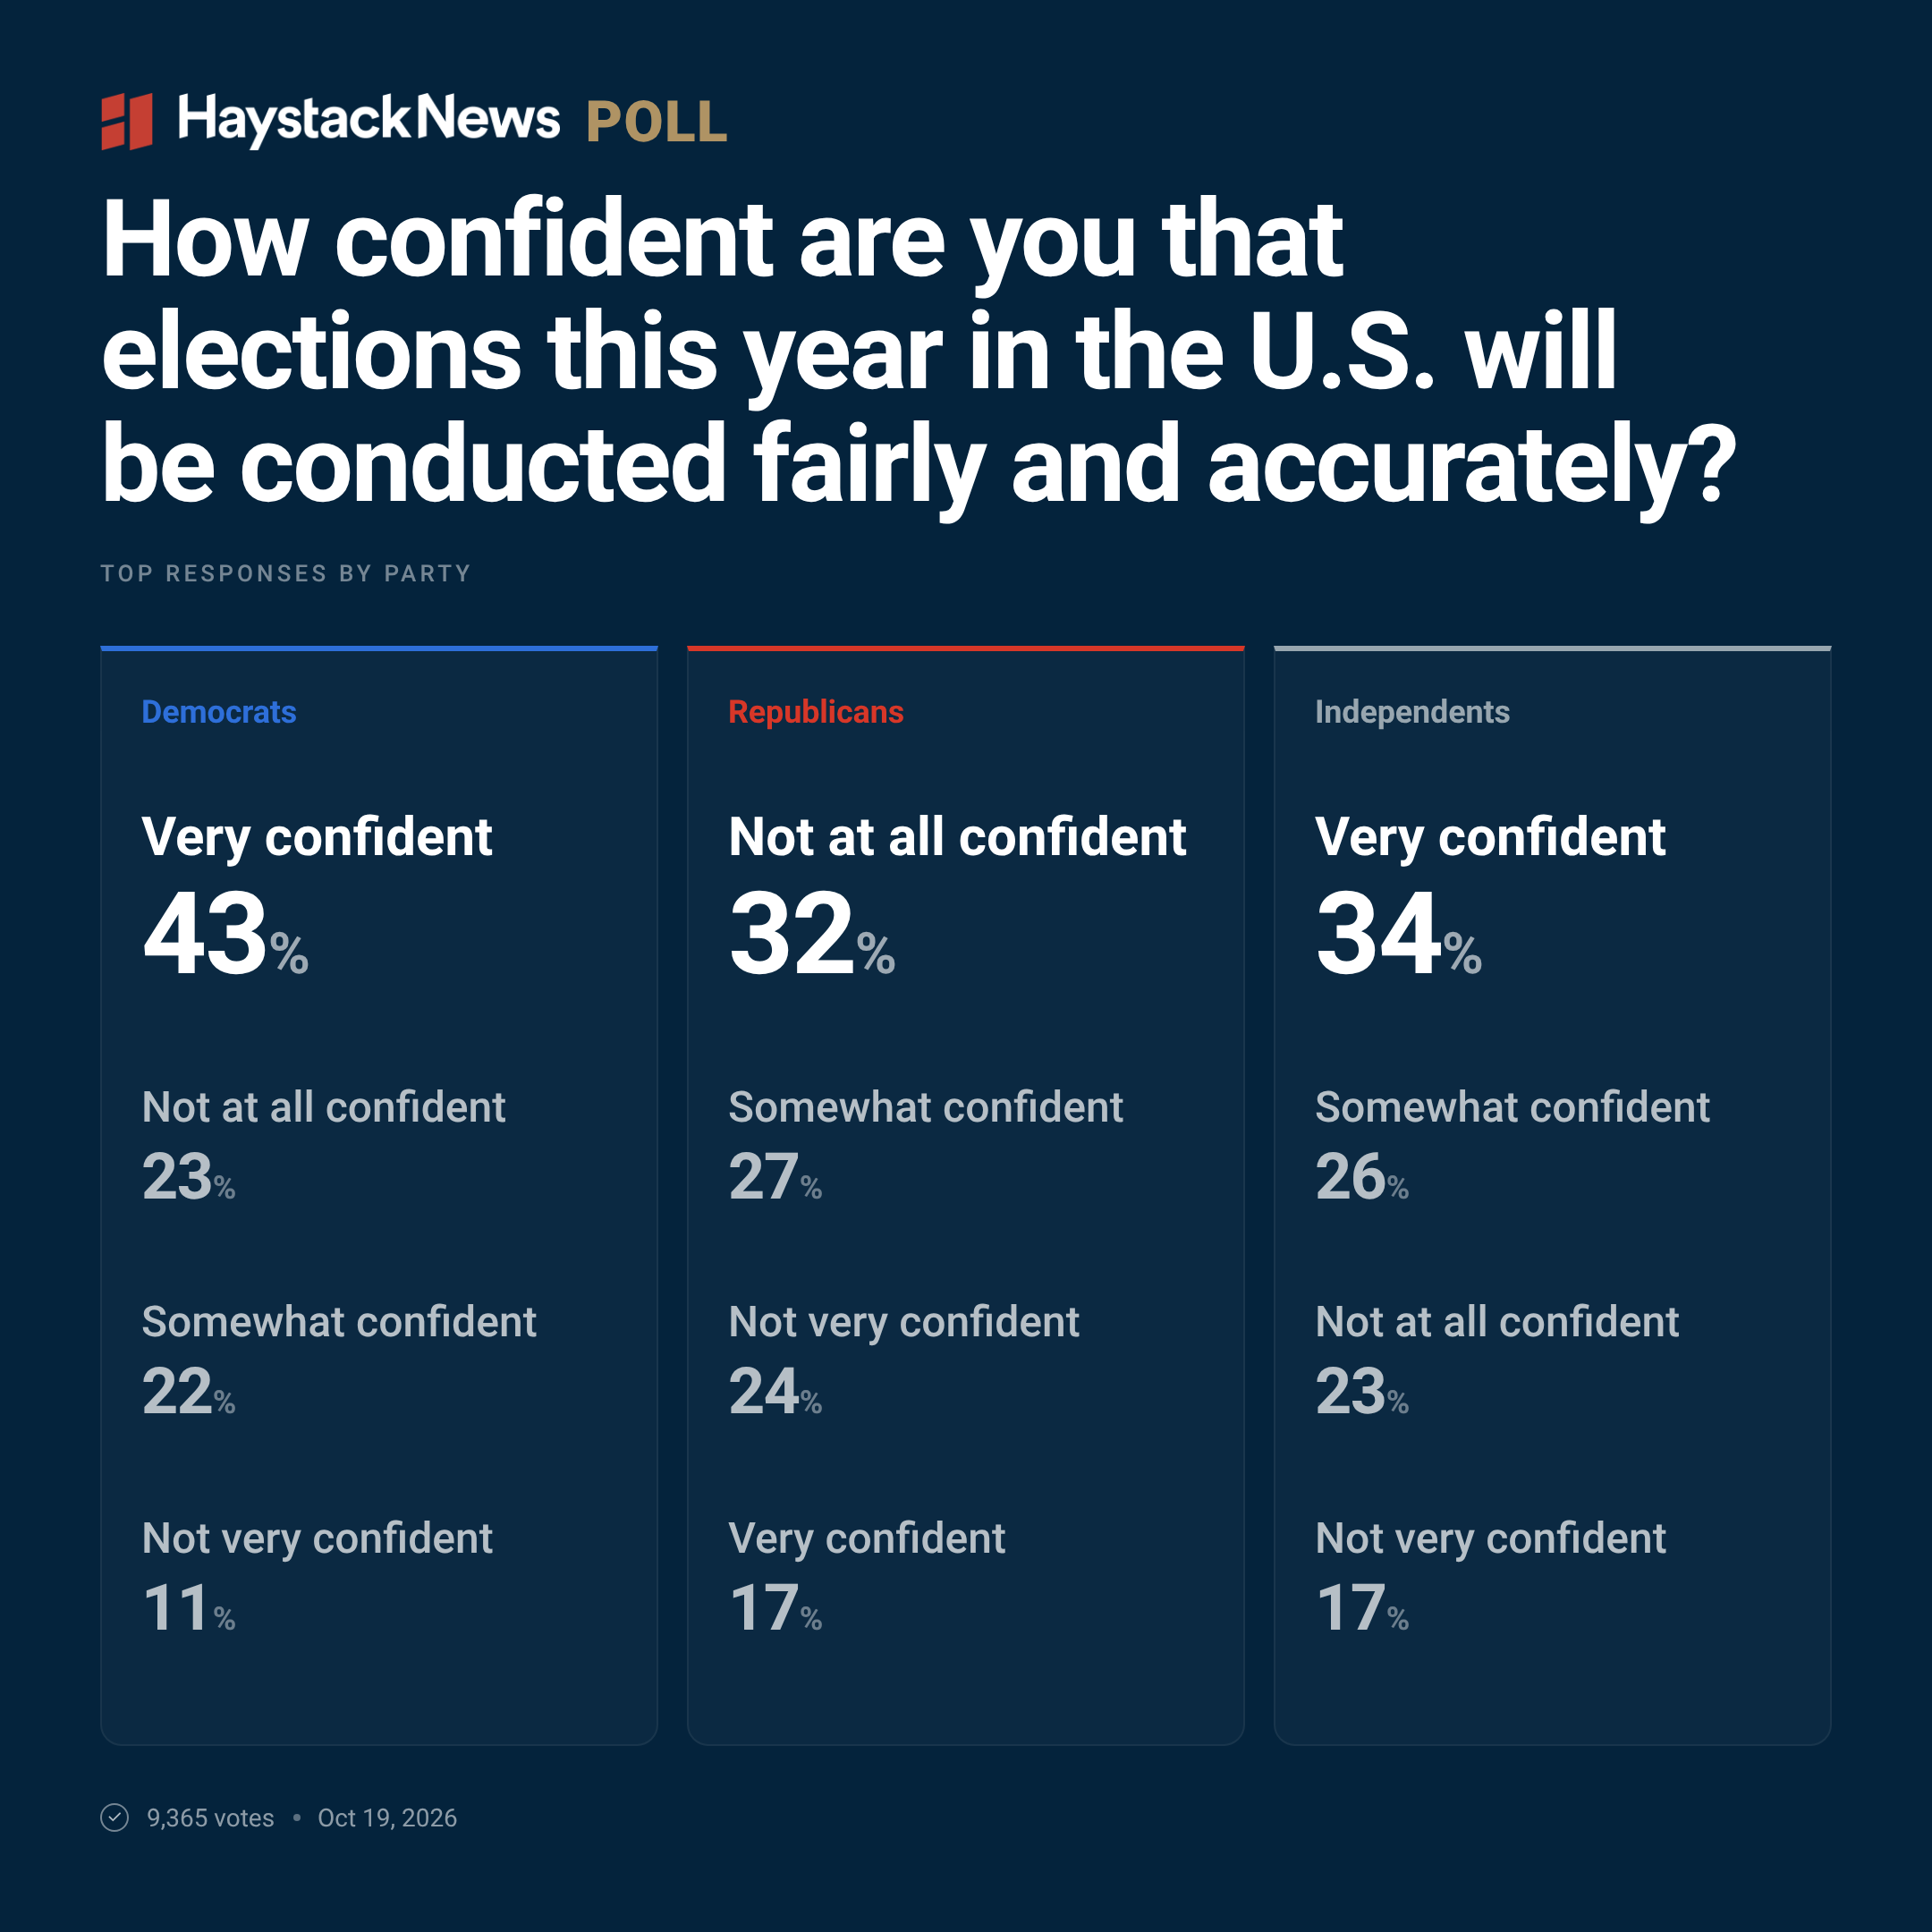 HaystackNews POLL
How confident are you that
elections this year in the U.S. will
be conducted fairly and accurately?
TOP RESPONSES BY PARTY
Democrats
Very confident
43%
Not at all confident
23%
Somewhat confident
22%
Not very confident
11%
Republicans
Not at all confident
32%
Somewhat confident
27%
Not very confident
24%
Very confident
17%
Independents
Very confident
34%
Somewhat confident
26%
Not at all confident
23%
Not very confident
17%
9,365 votes • Oct 19, 2026